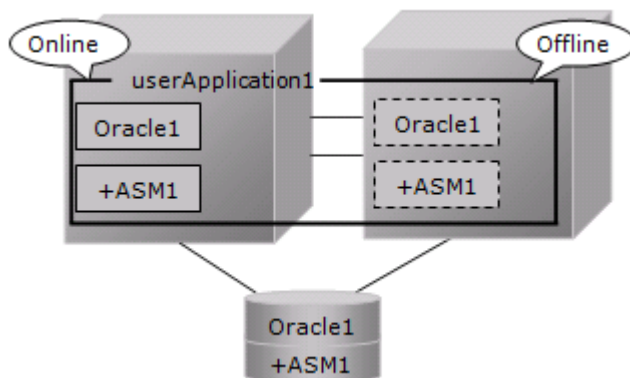 Online
Offline
userApplication1
Oracle1
Oracle1
+ASM1
+ASM1
Oracle1
+ASM1